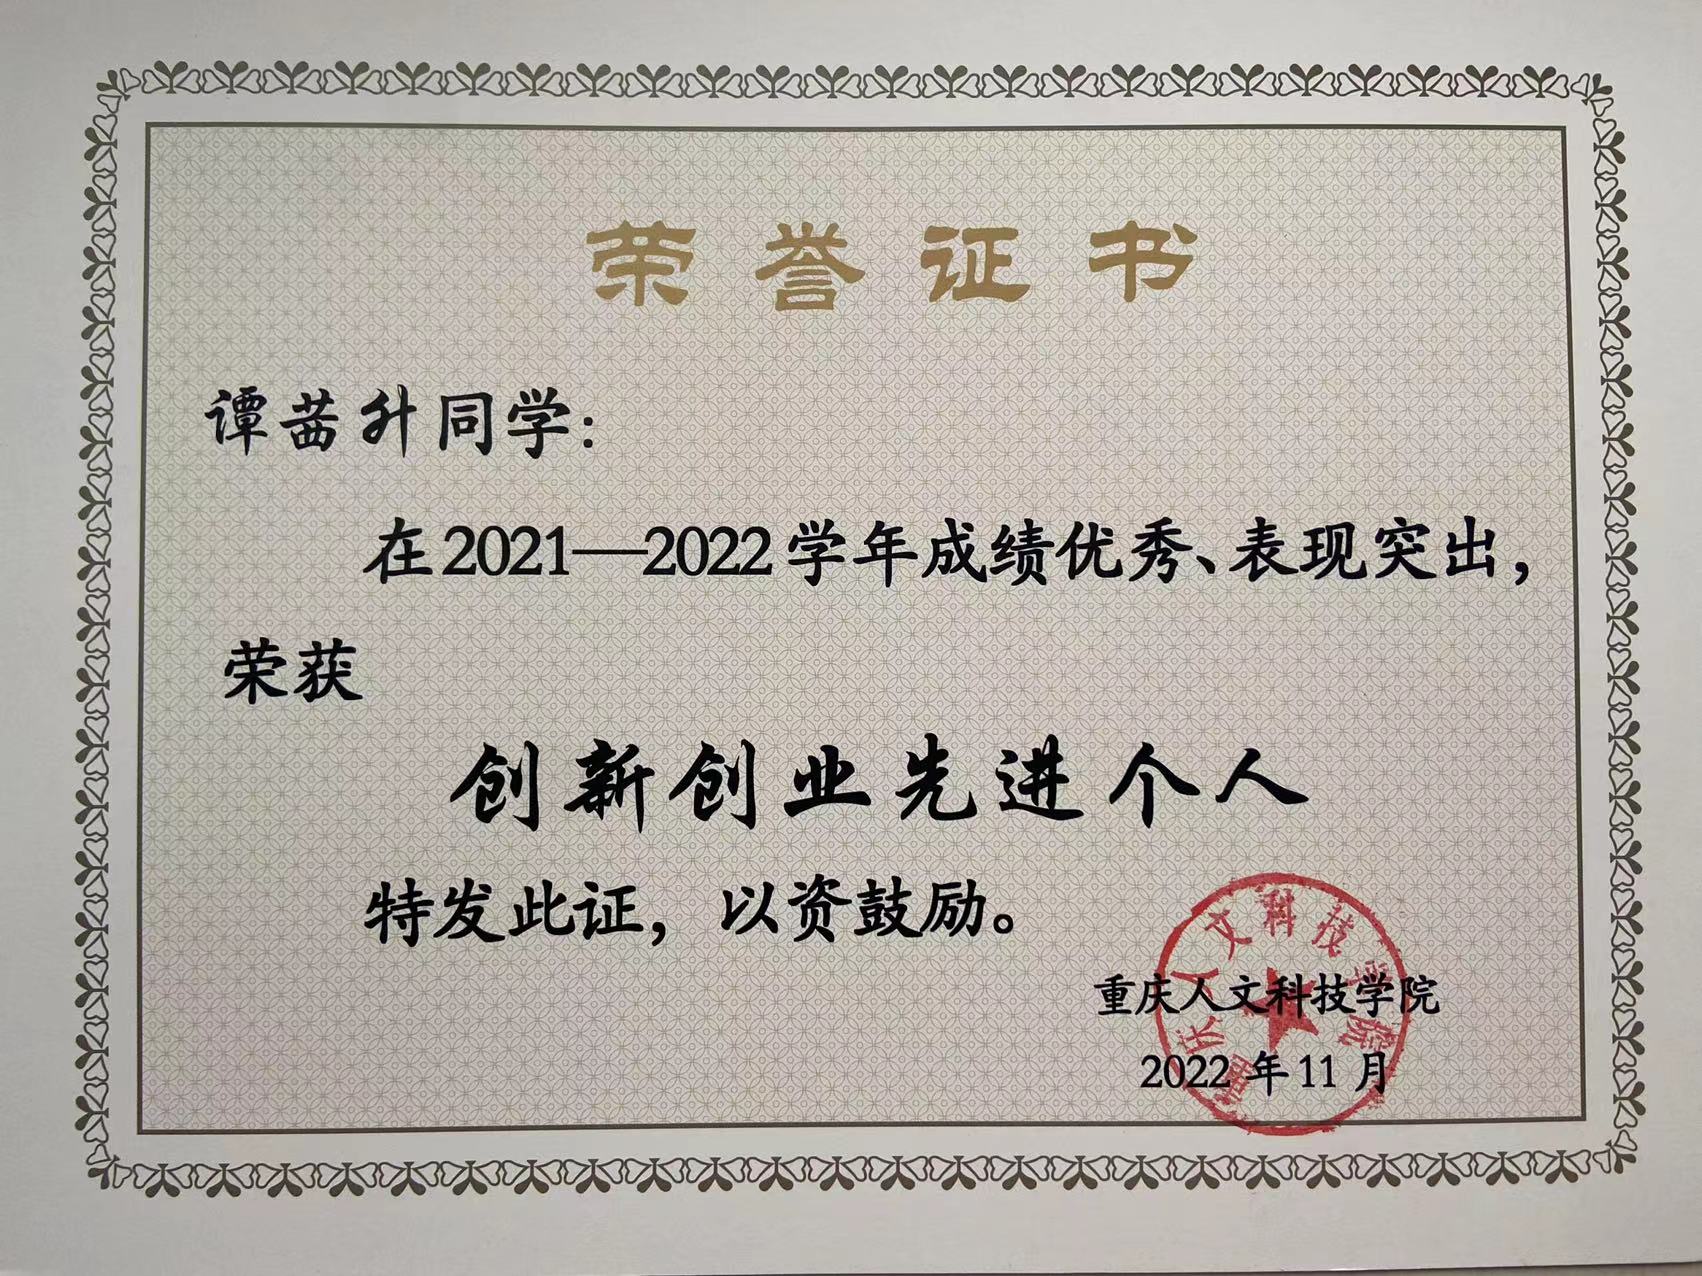 荣誉证书
谭茜升同学：
在2021—2022学年成绩优秀、表现突出，
荣获
创新创业先进个人
特发此证，以资鼓励。
重庆人文科技学院
2022年11月
重庆人文科技学院